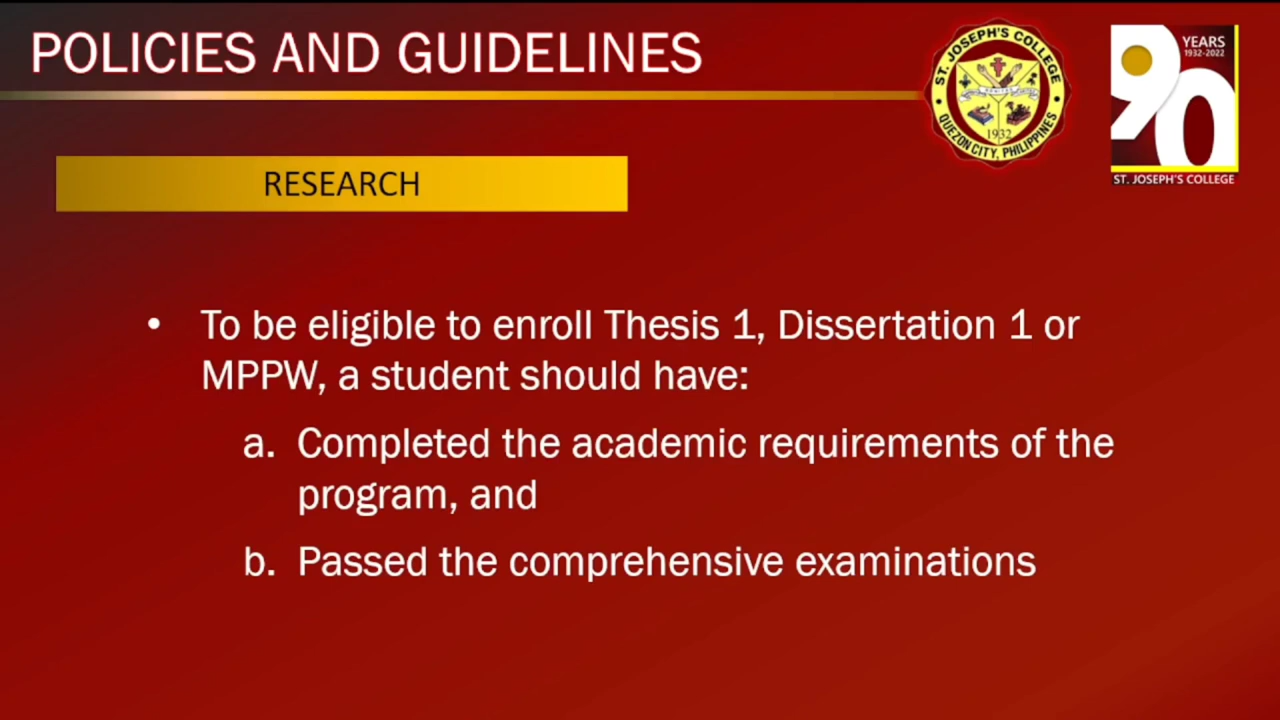 POLICIES AND GUIDELINES
ST. JOSEPH'S COLLEGE
QUEZON CITY, PHILIPPINES
1932
YEARS
1932-2022
90
ST. JOSEPH'S COLLEGE
RESEARCH
• To be eligible to enroll Thesis 1, Dissertation 1 or
MPPW, a student should have:
a. Completed the academic requirements of the
program, and
b. Passed the comprehensive examinations